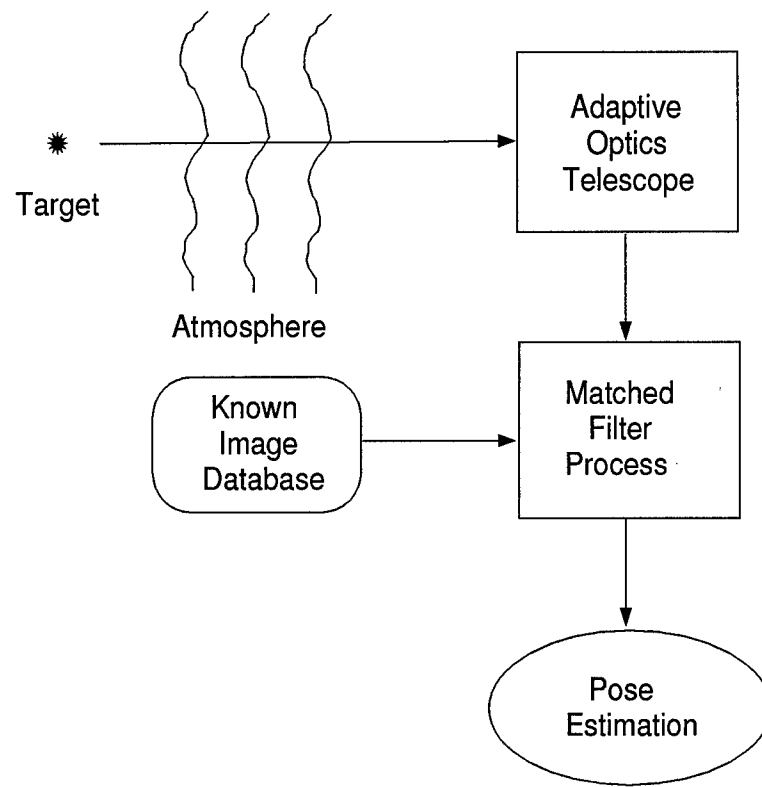 Adaptive
Optics
Telescope
Target
Atmosphere
Known
Image
Database
Matched
Filter
Process
Pose
Estimation